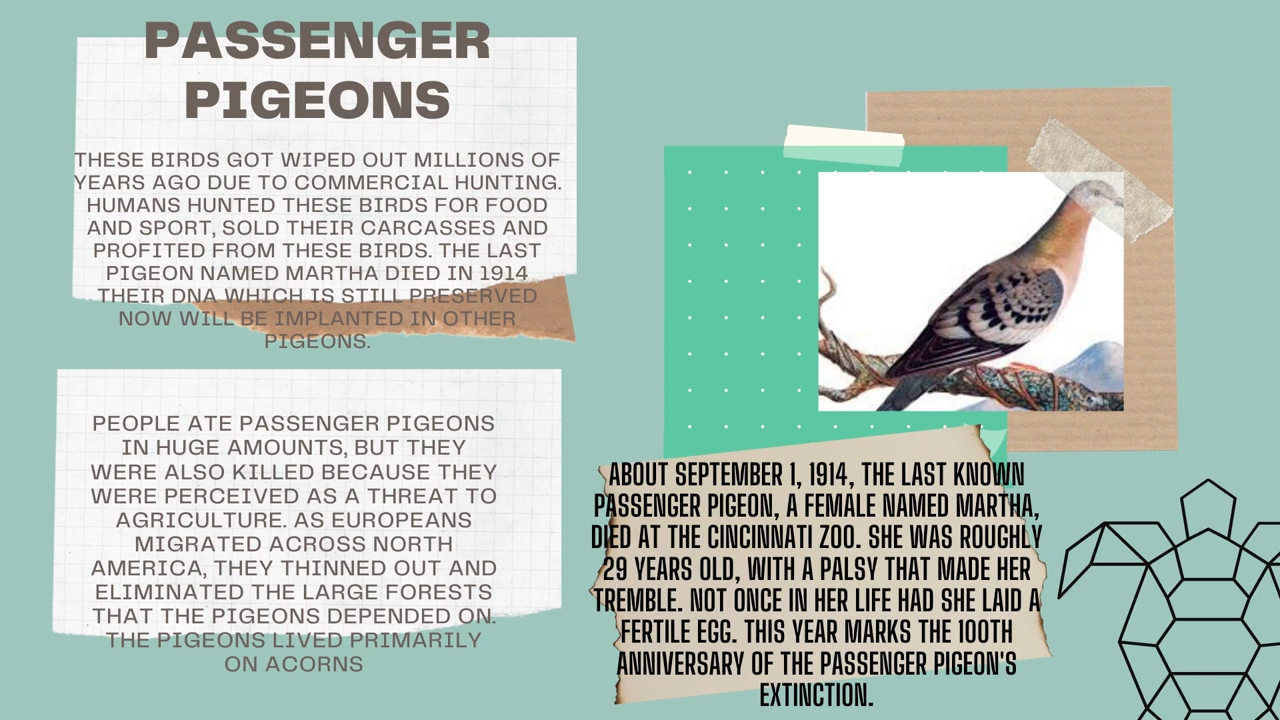 PASSENGER
PIGEONS
THESE BIRDS GOT WIPED OUT MILLIONS OF
YEARS AGO DUE TO COMMERCIAL HUNTING.
HUMANS HUNTED THESE BIRDS FOR FOOD
AND SPORT, SOLD THEIR CARCASSES AND
PROFITED FROM THESE BIRDS. THE LAST
PIGEON NAMED MARTHA DIED IN 1914
THEIR DNA WHICH IS STILL PRESERVED
NOW WILL BE IMPLANTED IN OTHER
PIGEONS.
PEOPLE ATE PASSENGER PIGEONS
IN HUGE AMOUNTS, BUT THEY
WERE ALSO KILLED BECAUSE THEY
WERE PERCEIVED AS A THREAT TO
AGRICULTURE. AS EUROPEANS
MIGRATED ACROSS NORTH
AMERICA, THEY THINNED OUT AND
ELIMINATED THE LARGE FORESTS
THAT THE PIGEONS DEPENDED ON.
THE PIGEONS LIVED PRIMARILY
ON ACORNS
ABOUT SEPTEMBER 1, 1914, THE LAST KNOWN
PASSENGER PIGEON, A FEMALE NAMED MARTHA,
DIED AT THE CINCINNATI ZOO. SHE WAS ROUGHLY
29 YEARS OLD, WITH A PALSY THAT MADE HER
TREMBLE. NOT ONCE IN HER LIFE HAD SHE LAID A
FERTILE EGG. THIS YEAR MARKS THE 100TH
ANNIVERSARY OF THE PASSENGER PIGEON'S
EXTINCTION.